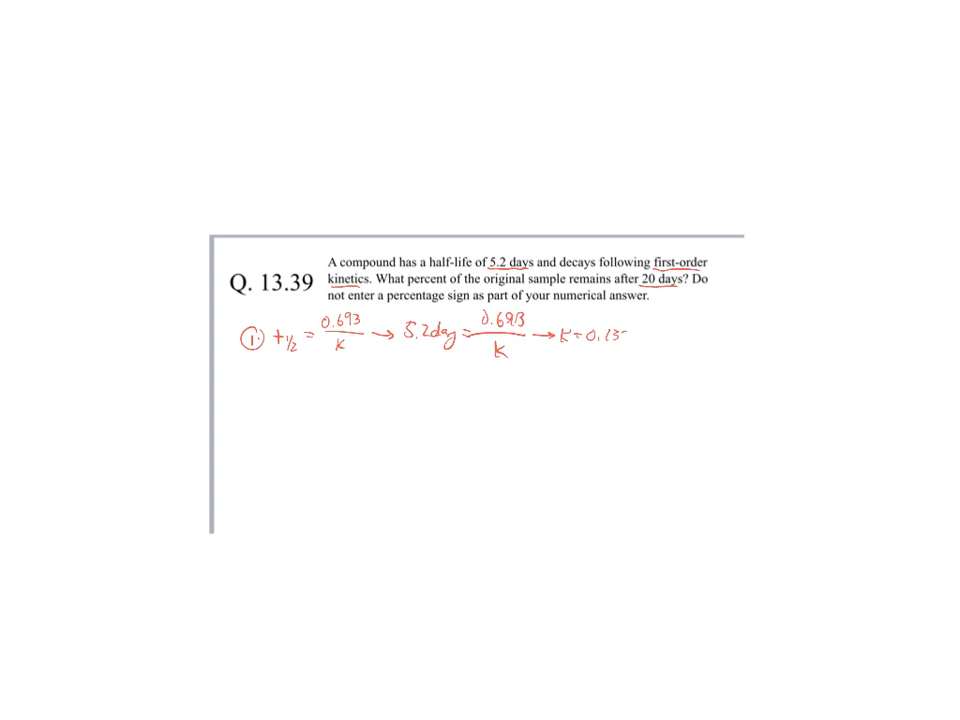 A compound has a half-life of 5.2 days and decays following first-order
Q. 13.39 kinetics. What percent of the original sample remains after 20 days? Do
not enter a percentage sign as part of your numerical answer.
① t1/2 = 0.693/K → 5.2day = 0.693/K → K = 0.13